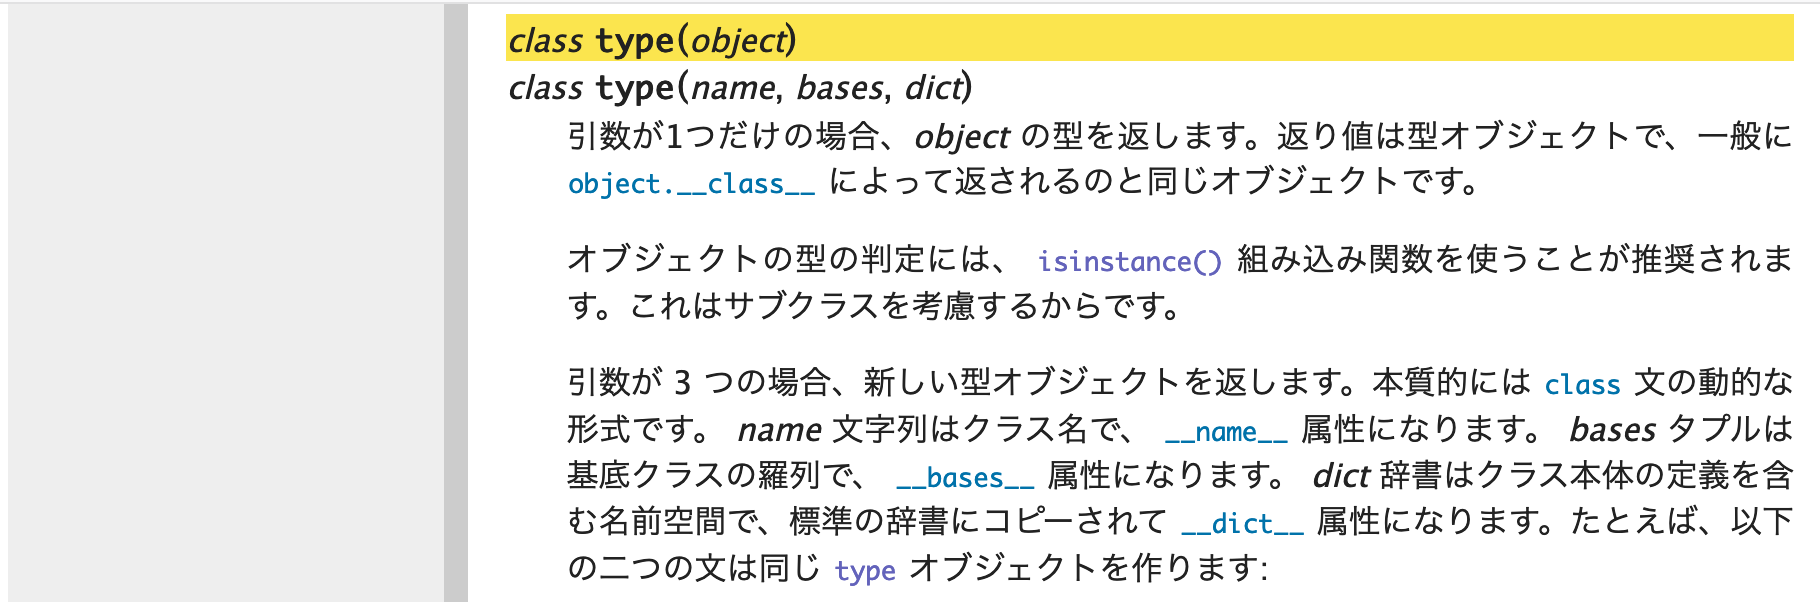 class type(object)
class type(name, bases, dict)
引数が1つだけの場合、object の型を返します。返り値は型オブジェクトで、一般に
object.__class__ によって返されるのと同じオブジェクトです。
オブジェクトの型の判定には、 isinstance() 組み込み関数を使うことが推奨されま
す。これはサブクラスを考慮するからです。
引数が 3 つの場合、新しい型オブジェクトを返します。本質的には class 文の動的な
形式です。 name 文字列はクラス名で、 __name__ 属性になります。 bases タプルは
基底クラスの羅列で、 __bases__ 属性になります。 dict 辞書はクラス本体の定義を含
む名前空間で、標準の辞書にコピーされて __dict__ 属性になります。たとえば、以下
の二つの文は同じ type オブジェクトを作ります: